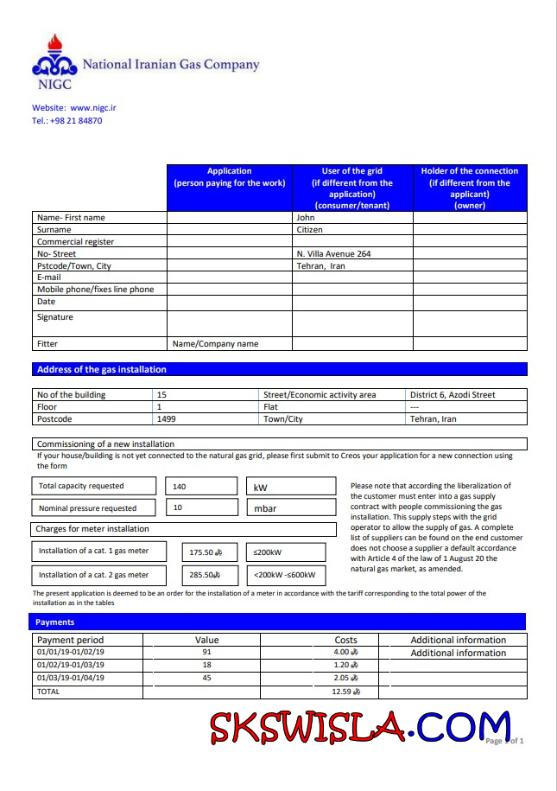 National Iranian Gas Company
NIGC
Website: www.nigc.ir
Tel.: +98 21 84870
Application (person paying for the work) User of the grid (if different from the application) (consumer/tenant) Holder of the connection (if different from the applicant) (owner)
Name- First name John
Surname Citizen
Commercial register
No- Street N. Villa Avenue 264
Pstcode/Town, City Tehran, Iran
E-mail
Mobile phone/fixes line phone
Date
Signature
Fitter Name/Company name
Address of the gas installation
No of the building 15 Street/Economic activity area District 6, Azodi Street
Floor 1 Flat ---
Postcode 1499 Town/City Tehran, Iran
Commissioning of a new installation
If your house/building is not yet connected to the natural gas grid, please first submit to Creos your application for a new connection using
the form
Total capacity requested 140 kW
Nominal pressure requested 10 mbar
Charges for meter installation
Installation of a cat. 1 gas meter 175.50 ≤200kW
Installation of a cat. 2 gas meter 285.50 <200kW -≤600kW
Please note that according the liberalization of
the customer must enter into a gas supply
contract with people commissioning the gas
installation. This supply steps with the grid
operator to allow the supply of gas. A complete
list of suppliers can be found on the end customer
does not choose a supplier a default accordance
with Article 4 of the law of 1 August 20 the
natural gas market, as amended.
The present application is deemed to be an order for the installation of a meter in accordance with the tariff corresponding to the total power of the
installation as in the tables
Payments
Payment period Value Costs Additional information
01/01/19-01/02/19 91 4.00 Additional information
01/02/19-01/03/19 18 1.20
01/03/19-01/04/19 45 2.05
TOTAL 12.59
SKSWISLA.COM
Page 1 of 1